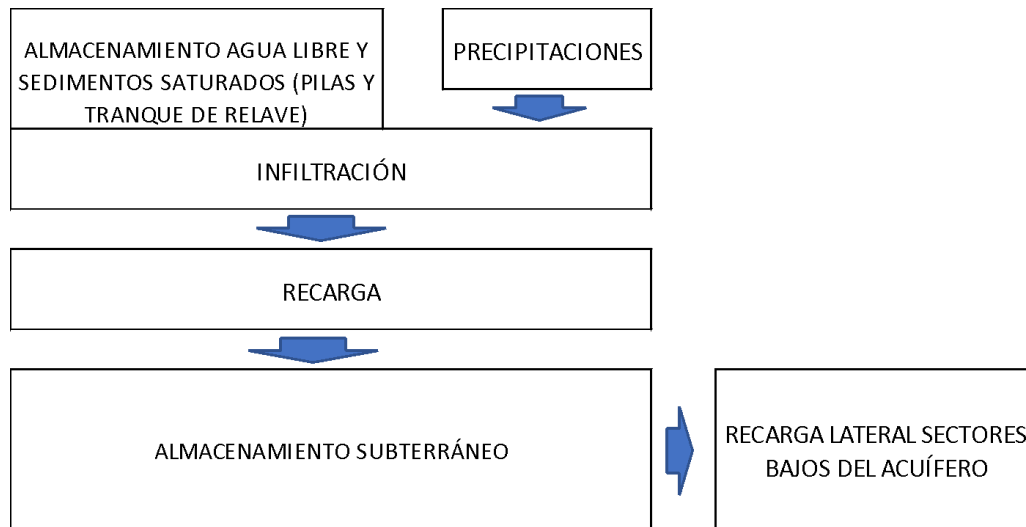 ALMACENAMIENTO AGUA LIBRE Y
SEDIMENTOS SATURADOS (PILAS Y
TRANQUE DE RELAVE)
PRECIPITACIONES
INFILTRACIÓN
RECARGA
ALMACENAMIENTO SUBTERRÁNEO
RECARGA LATERAL SECTORES
BAJOS DEL ACUÍFERO